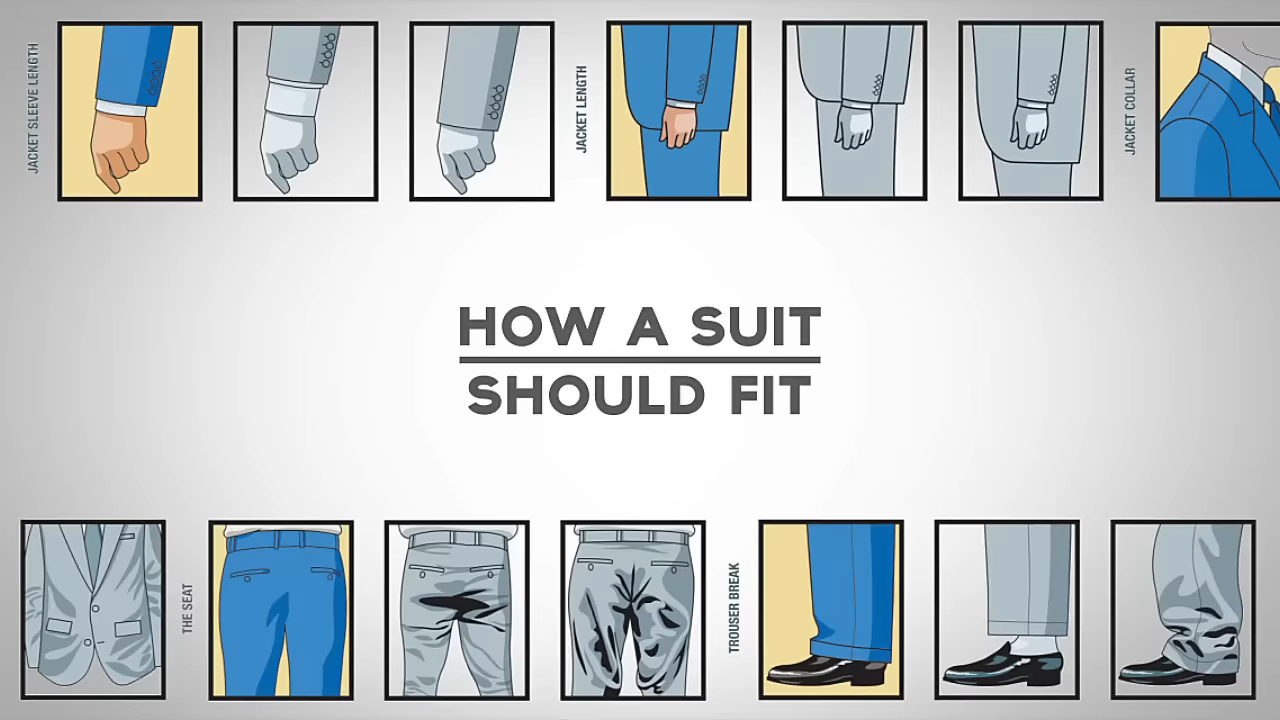 JACKET SLEEVE LENGTH
JACKET LENGTH
JACKET COLLAR
HOW A SUIT
SHOULD FIT
THE SEAT
TROUSER BREAK